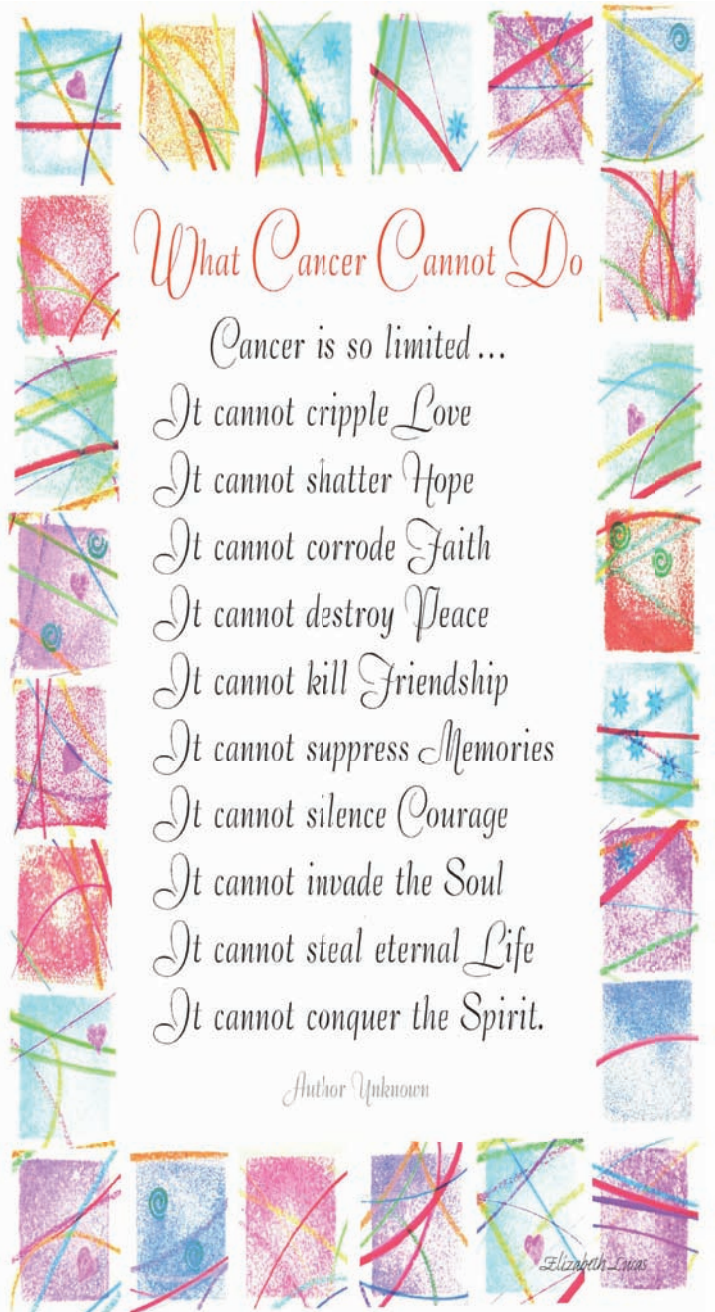 What Cancer Cannot Do
Cancer is so limited...
It cannot cripple Love
It cannot shatter Hope
It cannot corrode Faith
It cannot destroy Peace
It cannot kill Friendship
It cannot suppress Memories
It cannot silence Courage
It cannot invade the Soul
It cannot steal eternal Life
It cannot conquer the Spirit.
Author Unknown
Elizabeth Lucas